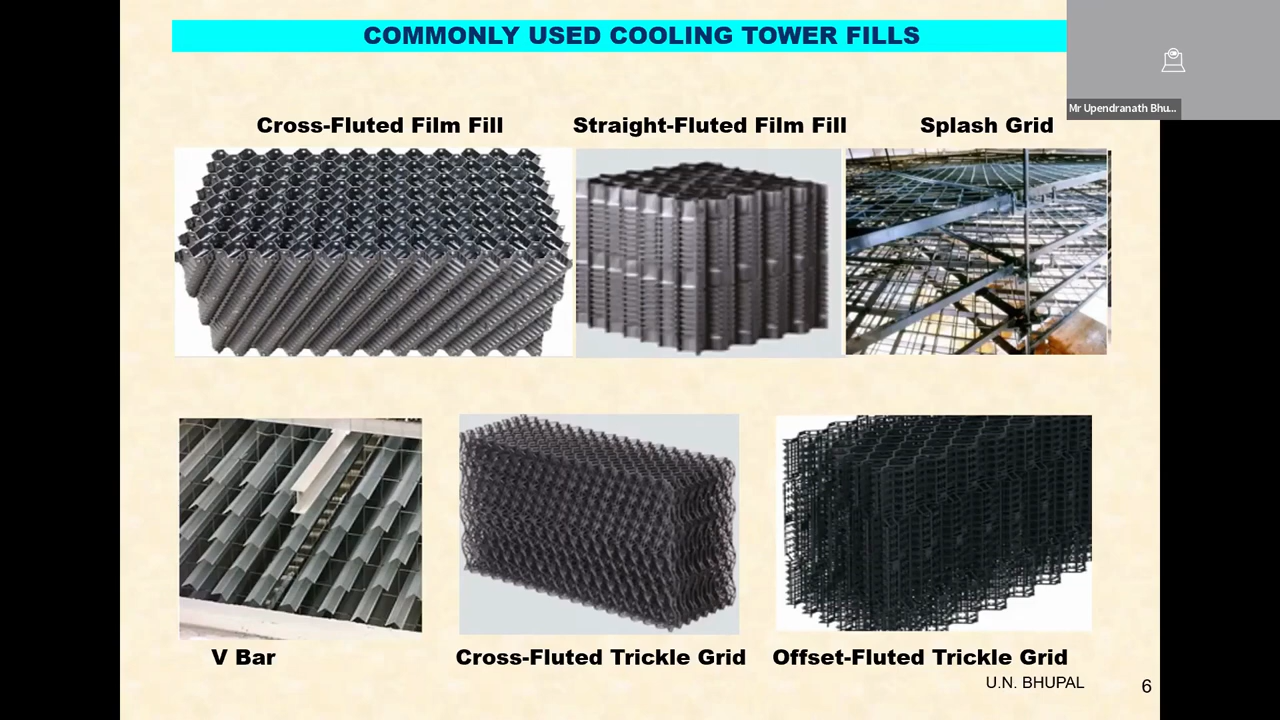 COMMONLY USED COOLING TOWER FILLS
Mr Upendranath Bhu...
Cross-Fluted Film Fill
Straight-Fluted Film Fill
Splash Grid
V Bar
Cross-Fluted Trickle Grid
Offset-Fluted Trickle Grid
U.N. BHUPAL
6